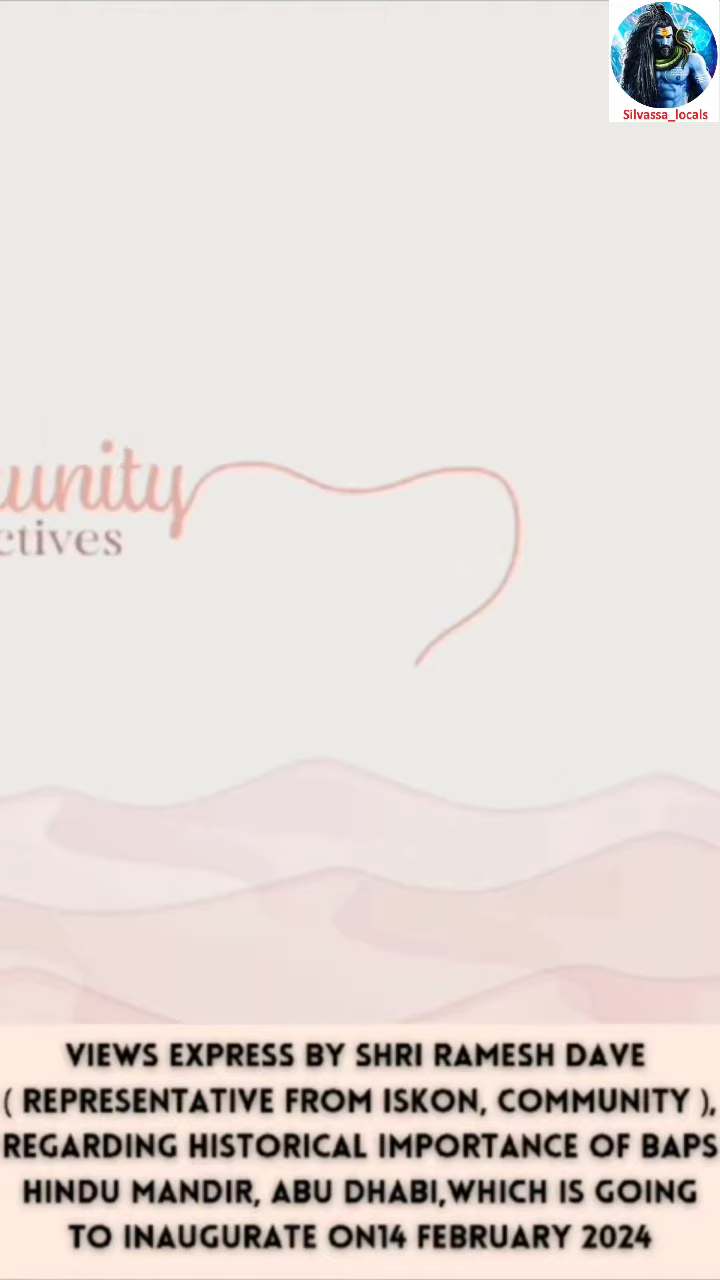 Silvassa_locals
unity
ctives
VIEWS EXPRESS BY SHRI RAMESH DAVE
( REPRESENTATIVE FROM ISKON, COMMUNITY ),
REGARDING HISTORICAL IMPORTANCE OF BAPS
HINDU MANDIR, ABU DHABI,WHICH IS GOING
TO INAUGURATE ON14 FEBRUARY 2024